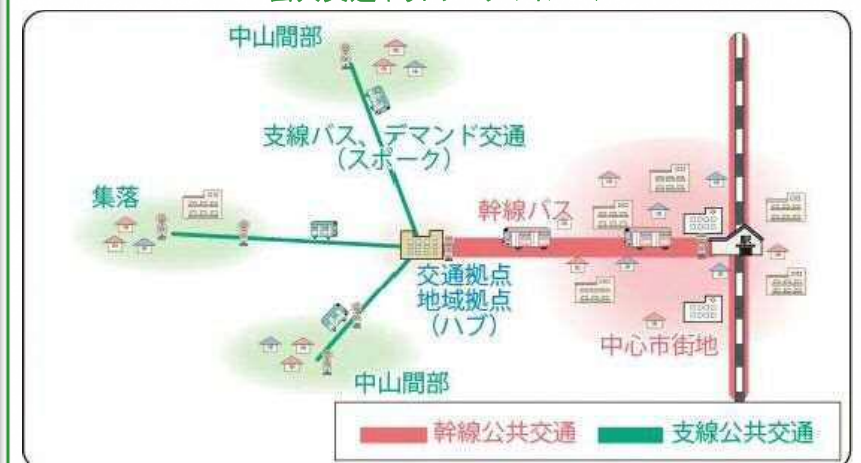 中山間部
支線バス、デマンド交通
(スポーク)
集落
幹線バス
駅
交通拠点
地域拠点
(ハブ)
中心市街地
中山間部
幹線公共交通
支線公共交通